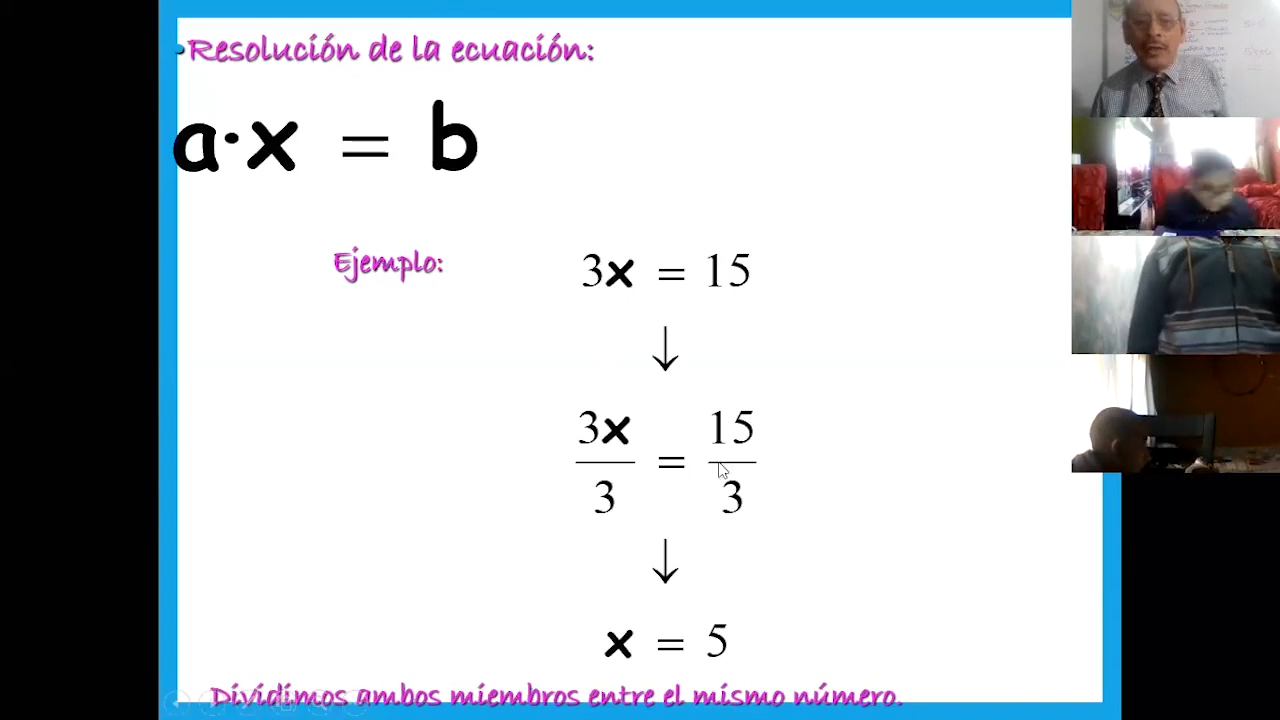 •Resolución de la ecuación:
a·x = b
Ejemplo: 3x = 15
↓
3x/3 = 15/3
↓
x = 5
Dividimos ambos miembros entre el mismo número.